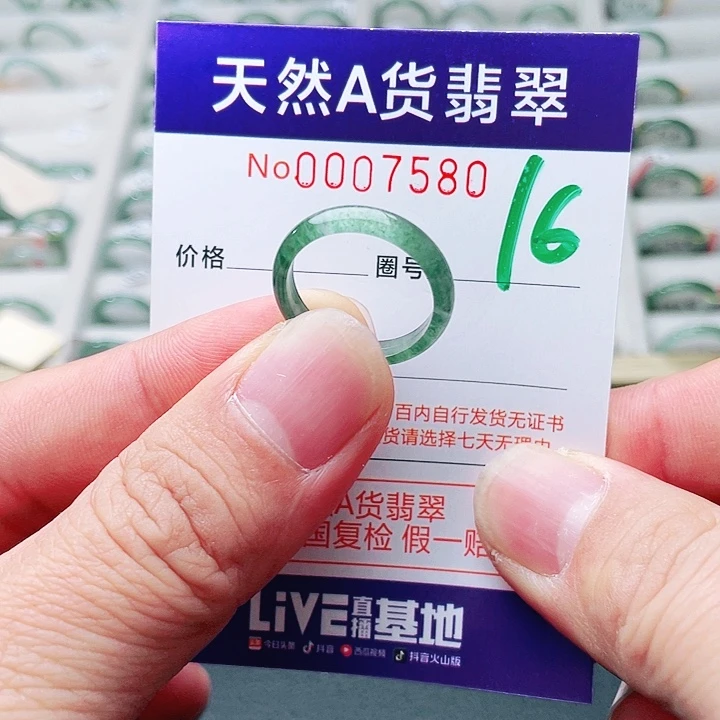 天然A货翡翠
No.0007580
16
价格
圈号
百内自行发货无证书
货请选择七天无理由
A货翡翠
国复检 假一赔
LiVE直播基地
今日头条 抖音 西瓜视频 抖音火山版